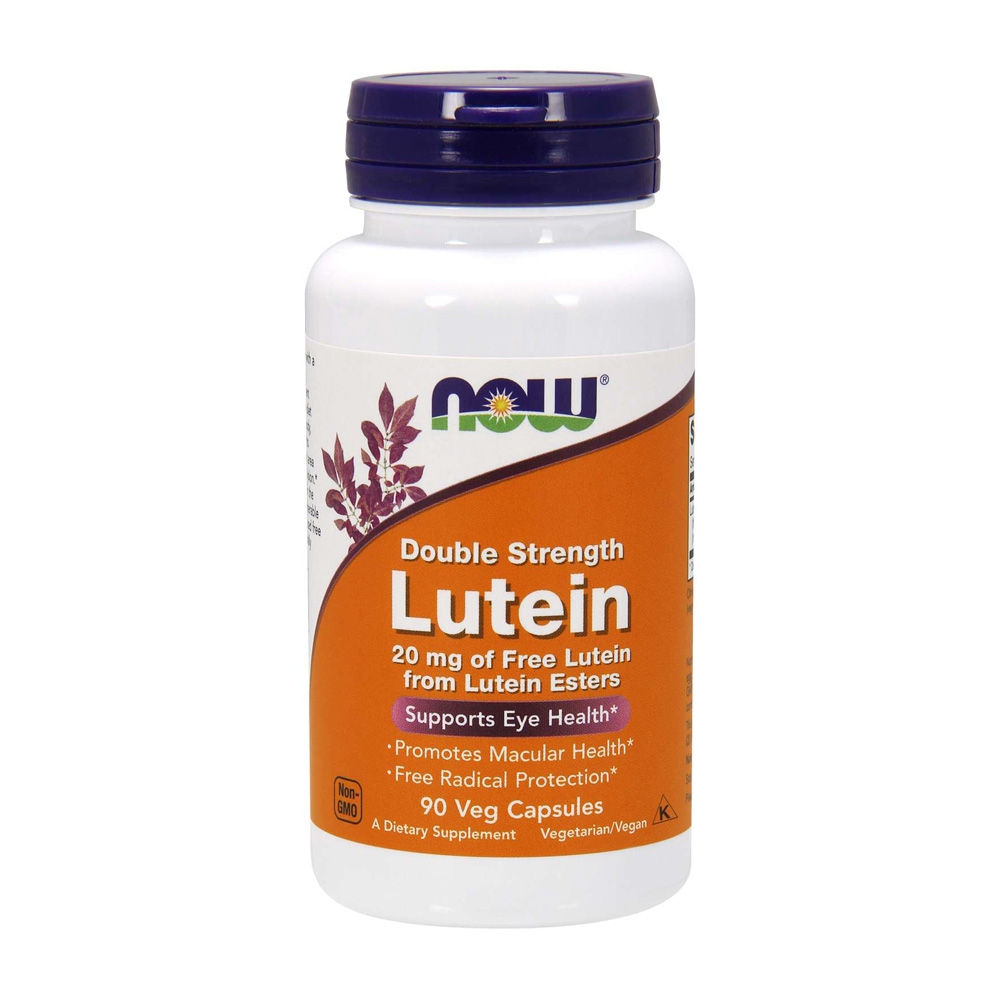 NOW®
Double Strength
Lutein
20 mg of Free Lutein
from Lutein Esters
Supports Eye Health*
·Promotes Macular Health*
·Free Radical Protection*
90 Veg Capsules
Non-
GMO
A Dietary Supplement
Vegetarian/Vegan
K